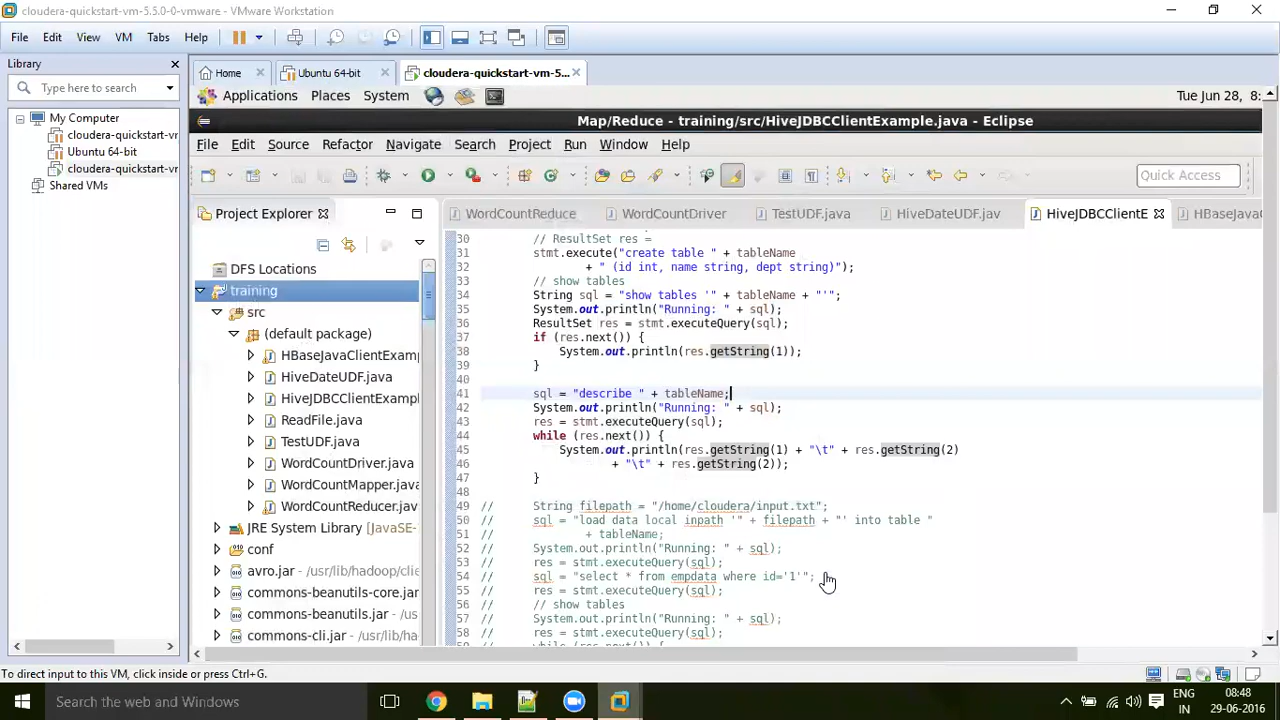 cloudera-quickstart-vm-5.5.0-0-vmware - VMware Workstation
File Edit View VM Tabs Help
Library
Type here to search
My Computer
cloudera-quickstart-vr
Ubuntu 64-bit
cloudera-quickstart-vr
Shared VMs
Home Ubuntu 64-bit cloudera-quickstart-vm-5...
Applications Places System Tue Jun 28, 8:
Map/Reduce - training/src/HiveJDBCClientExample.java - Eclipse
File Edit Source Refactor Navigate Search Project Run Window Help
Quick Access
Project Explorer
DFS Locations
training
src
(default package)
HBaseJavaClientExamp
HiveDateUDF.java
HiveJDBCClientExampl
ReadFile.java
TestUDF.java
WordCountDriver.java
WordCountMapper.java
WordCountReducer.jav
JRE System Library (JavaSE-
conf
avro.jar - /usr/lib/hadoop/clie
commons-beanutils-core.jar
commons-beanutils.jar - /us
commons-cli.jar - /usr/lib/ha
WordCountReduce WordCountDriver TestUDF.java HiveDateUDF.jav HiveJDBCClientE HBaseJavaC
30 // ResultSet res =
31 stmt.execute("create table " + tableName
32 + " (id int, name string, dept string)");
33 // show tables
34 String sql = "show tables '" + tableName + "'";
35 System.out.println("Running: " + sql);
36 ResultSet res = stmt.executeQuery(sql);
37 if (res.next()) {
38 System.out.println(res.getString(1));
39 }
40
41 sql = "describe " + tableName;
42 System.out.println("Running: " + sql);
43 res = stmt.executeQuery(sql);
44 while (res.next()) {
45 System.out.println(res.getString(1) + "\t" + res.getString(2)
46 + "\t" + res.getString(2));
47 }
48
49 // String filepath = "/home/cloudera/input.txt";
50 // sql = "load data local inpath '" + filepath + "' into table "
51 // + tableName;
52 // System.out.println("Running: " + sql);
53 // res = stmt.executeQuery(sql);
54 // sql = "select * from empdata where id='1'";
55 // res = stmt.executeQuery(sql);
56 // // show tables
57 // System.out.println("Running: " + sql);
58 // res = stmt.executeQuery(sql);
// while (res.next()) {
To direct input to this VM, click inside or press Ctrl+G.
Search the Web and Windows
ENG
IN
08:48
29-06-2016